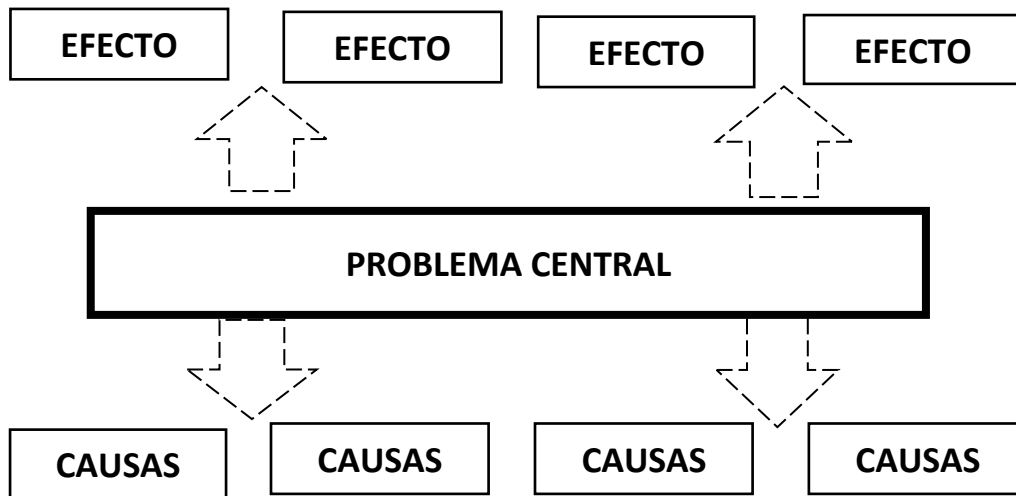 EFECTO
EFECTO
EFECTO
EFECTO
PROBLEMA CENTRAL
CAUSAS
CAUSAS
CAUSAS
CAUSAS